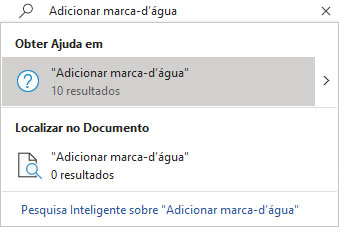 Adicionar marca-d'água
Obter Ajuda em
"Adicionar marca-d'água"
10 resultados
Localizar no Documento
"Adicionar marca-d'água"
0 resultados
Pesquisa Inteligente sobre "Adicionar marca-d'água"